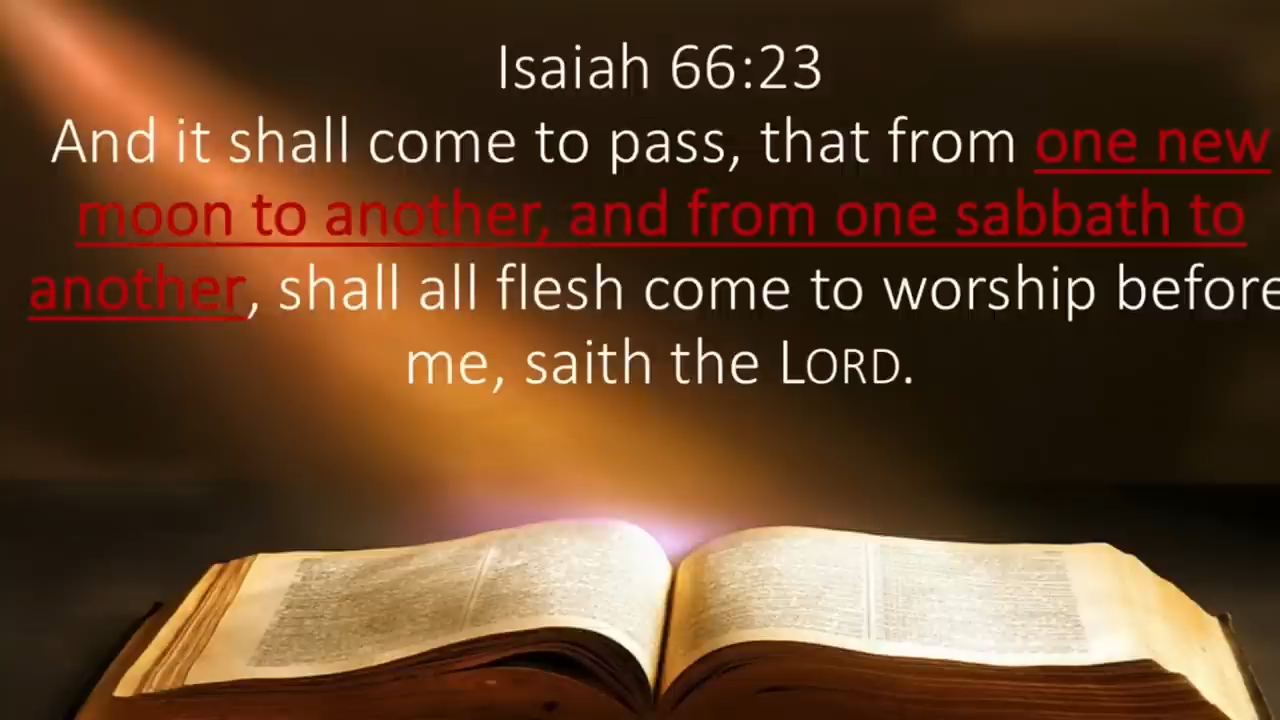 Isaiah 66:23
And it shall come to pass, that from one new
moon to another, and from one sabbath to
another, shall all flesh come to worship before
me, saith the LORD.